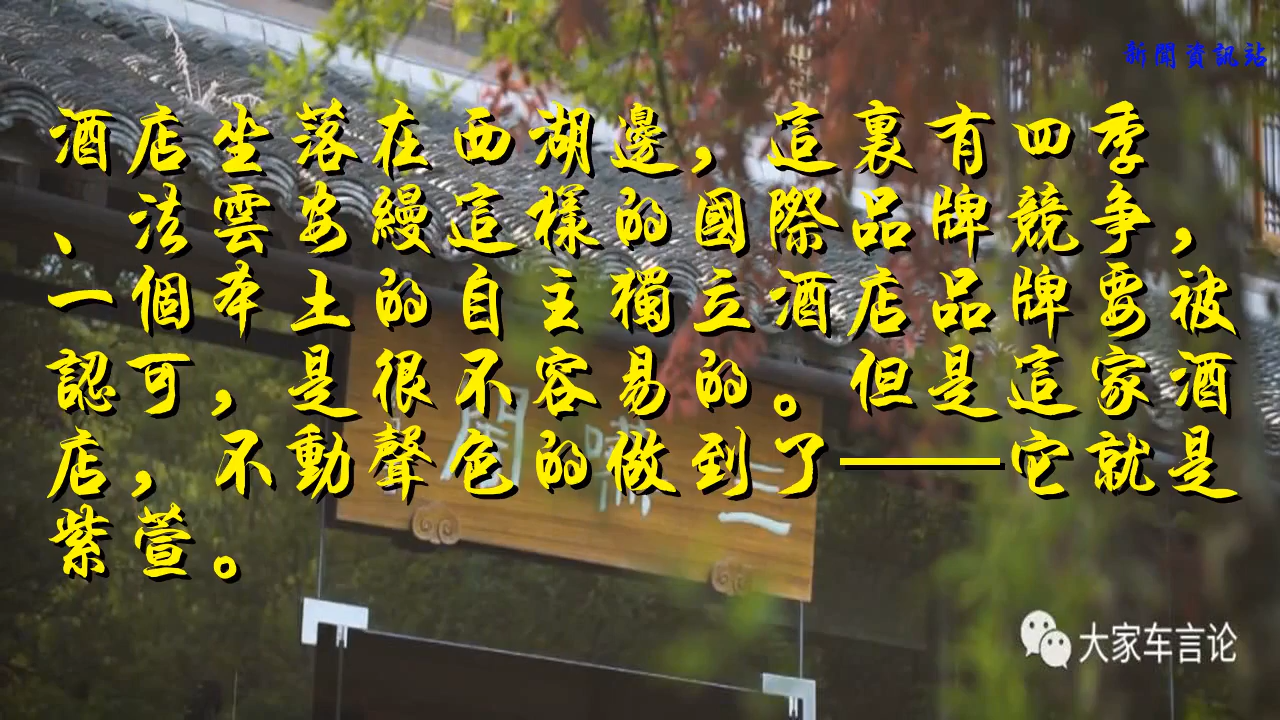 新聞資訊站
酒店坐落在西湖邊，這裏有四季
、法雲安縵這樣的國際品牌競争，
一個本土的自主獨立酒店品牌要被
認可，是很不容易的。但是這家酒
店，不動聲色的做到了——它就是
紫萱。
三嘯閣
大家车言论